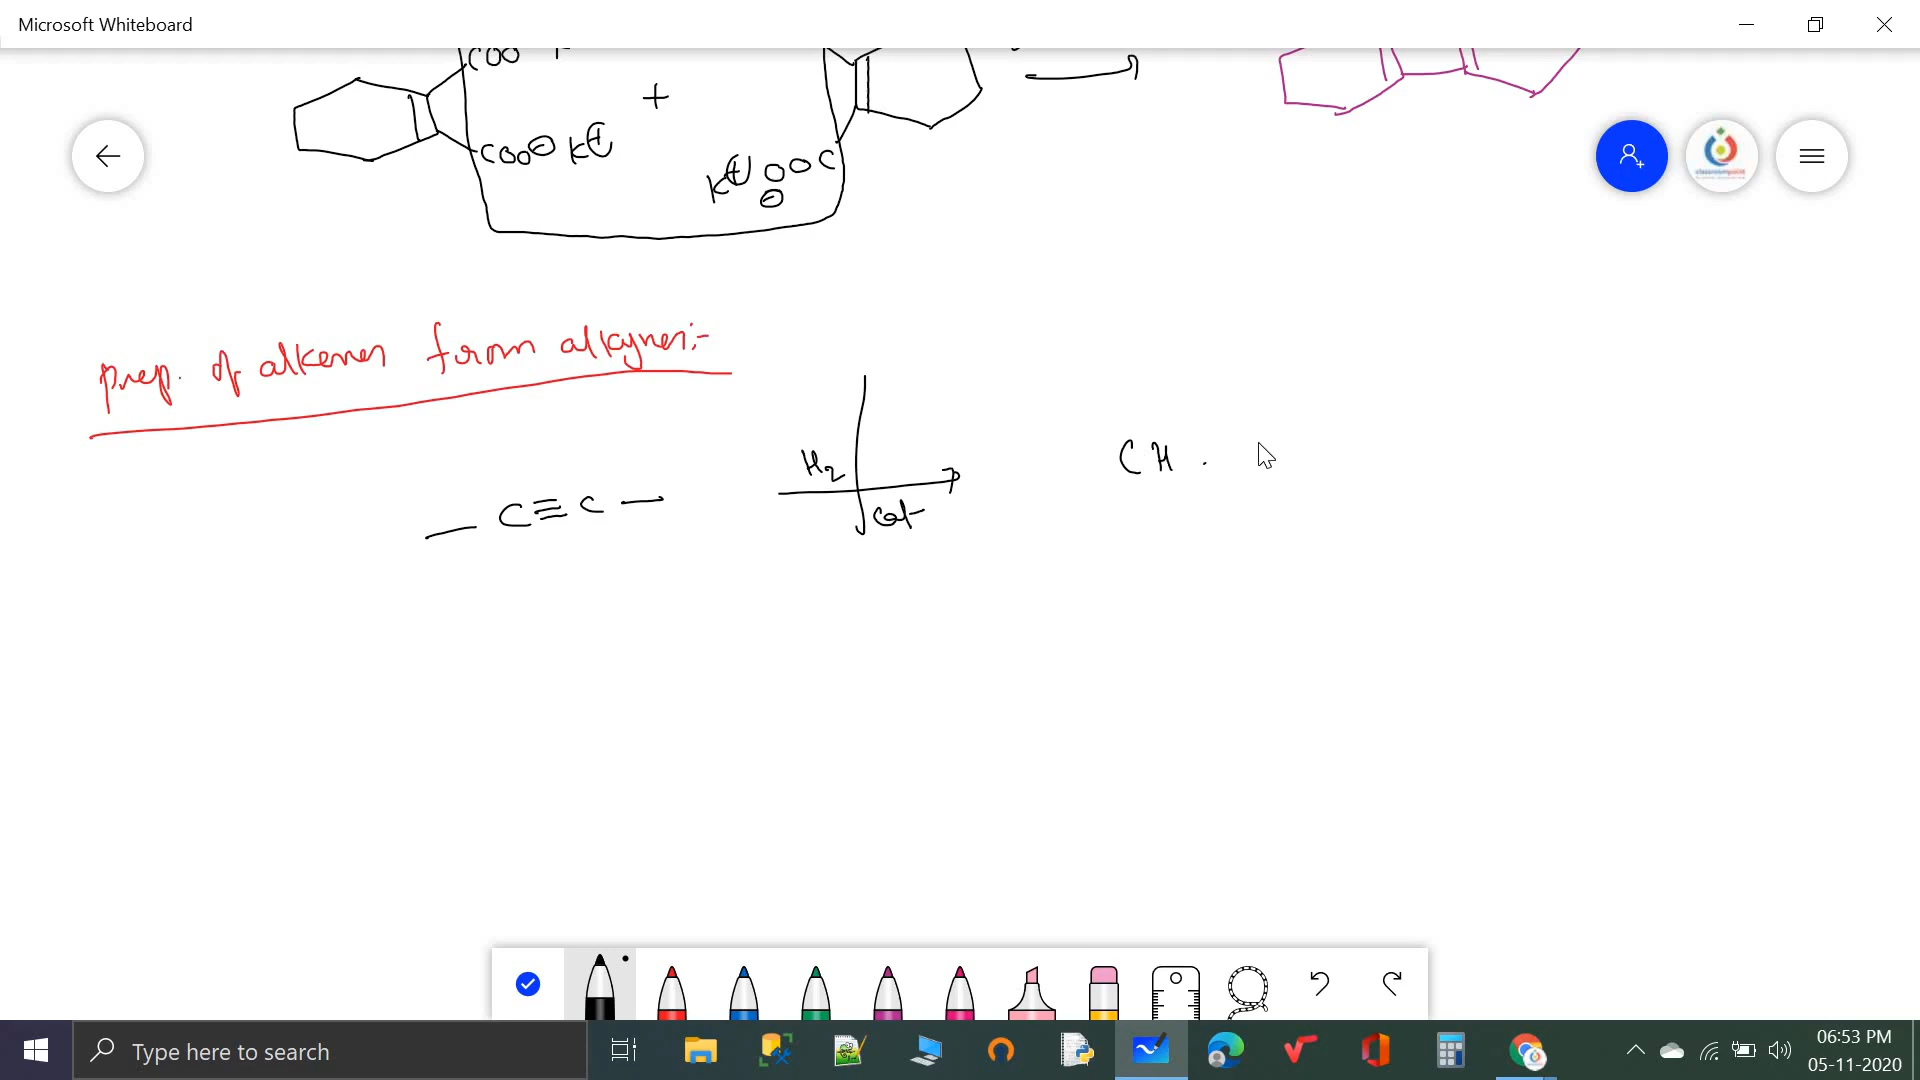 Microsoft Whiteboard
COO
+
COO⊖ K⊕
K⊕ ⊖OOC
Prep. of alkenes from alkynes:-
H2
— C≡C —
Cat
CH .
Type here to search
06:53 PM
05-11-2020